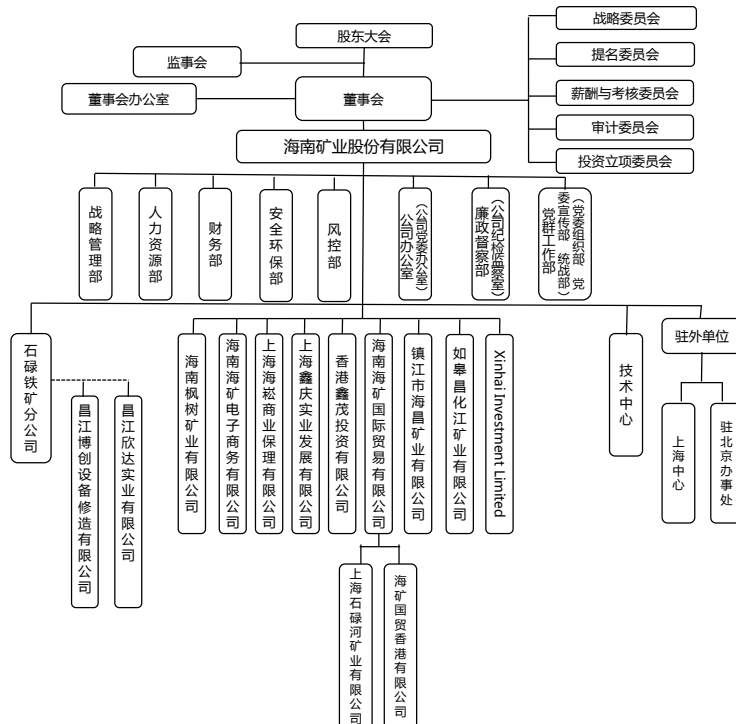 股东大会
监事会
董事会办公室
董事会
战略委员会
提名委员会
薪酬与考核委员会
审计委员会
投资立项委员会
海南矿业股份有限公司
战略管理部
人力资源部
财务部
安全环保部
风控部
公司办公室
（公司党委办公室）
廉政督察部
（公司纪检监察室）
党群工作部
（党委组织部、党
委宣传部、统战部）
石碌铁矿分公司
昌江博创设备修造有限公司
昌江欣达实业有限公司
海南枫树矿业有限公司
海南海矿电子商务有限公司
上海海崧商业保理有限公司
上海鑫庆实业发展有限公司
香港鑫茂投资有限公司
海南海矿国际贸易有限公司
镇江市海昌矿业有限公司
如皋昌化江矿业有限公司
Xinhai Investment Limited
上海石碌河矿业有限公司
海矿国贸香港有限公司
技术中心
驻外单位
上海中心
驻北京办事处